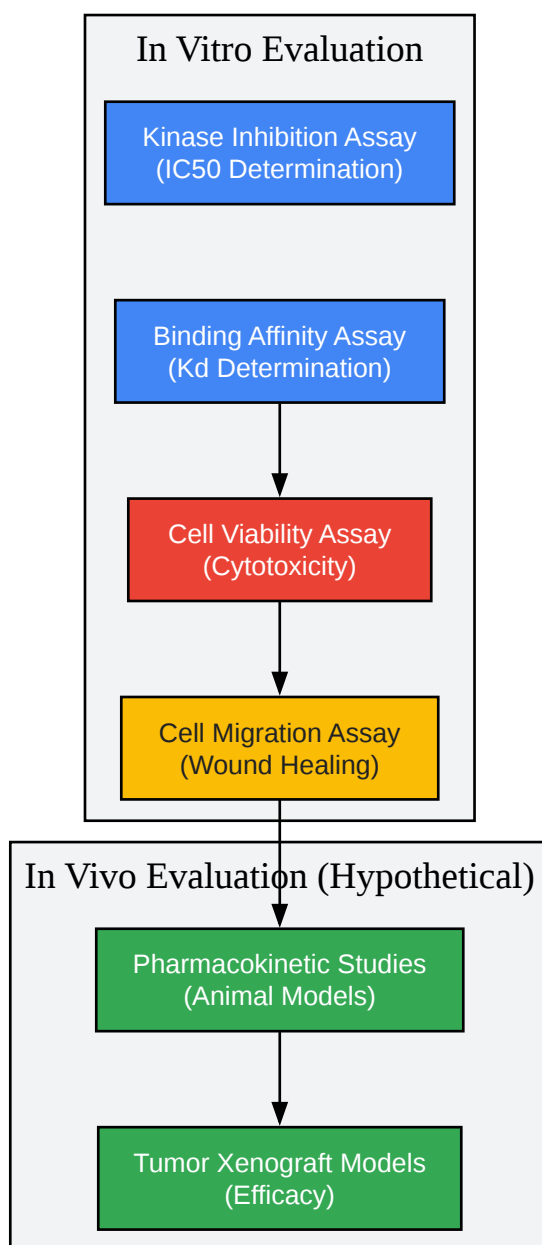 In Vitro Evaluation
Kinase Inhibition Assay
(IC50 Determination)
Binding Affinity Assay
(Kd Determination)
Cell Viability Assay
(Cytotoxicity)
Cell Migration Assay
(Wound Healing)
In Vivo Evaluation (Hypothetical)
Pharmacokinetic Studies
(Animal Models)
Tumor Xenograft Models
(Efficacy)